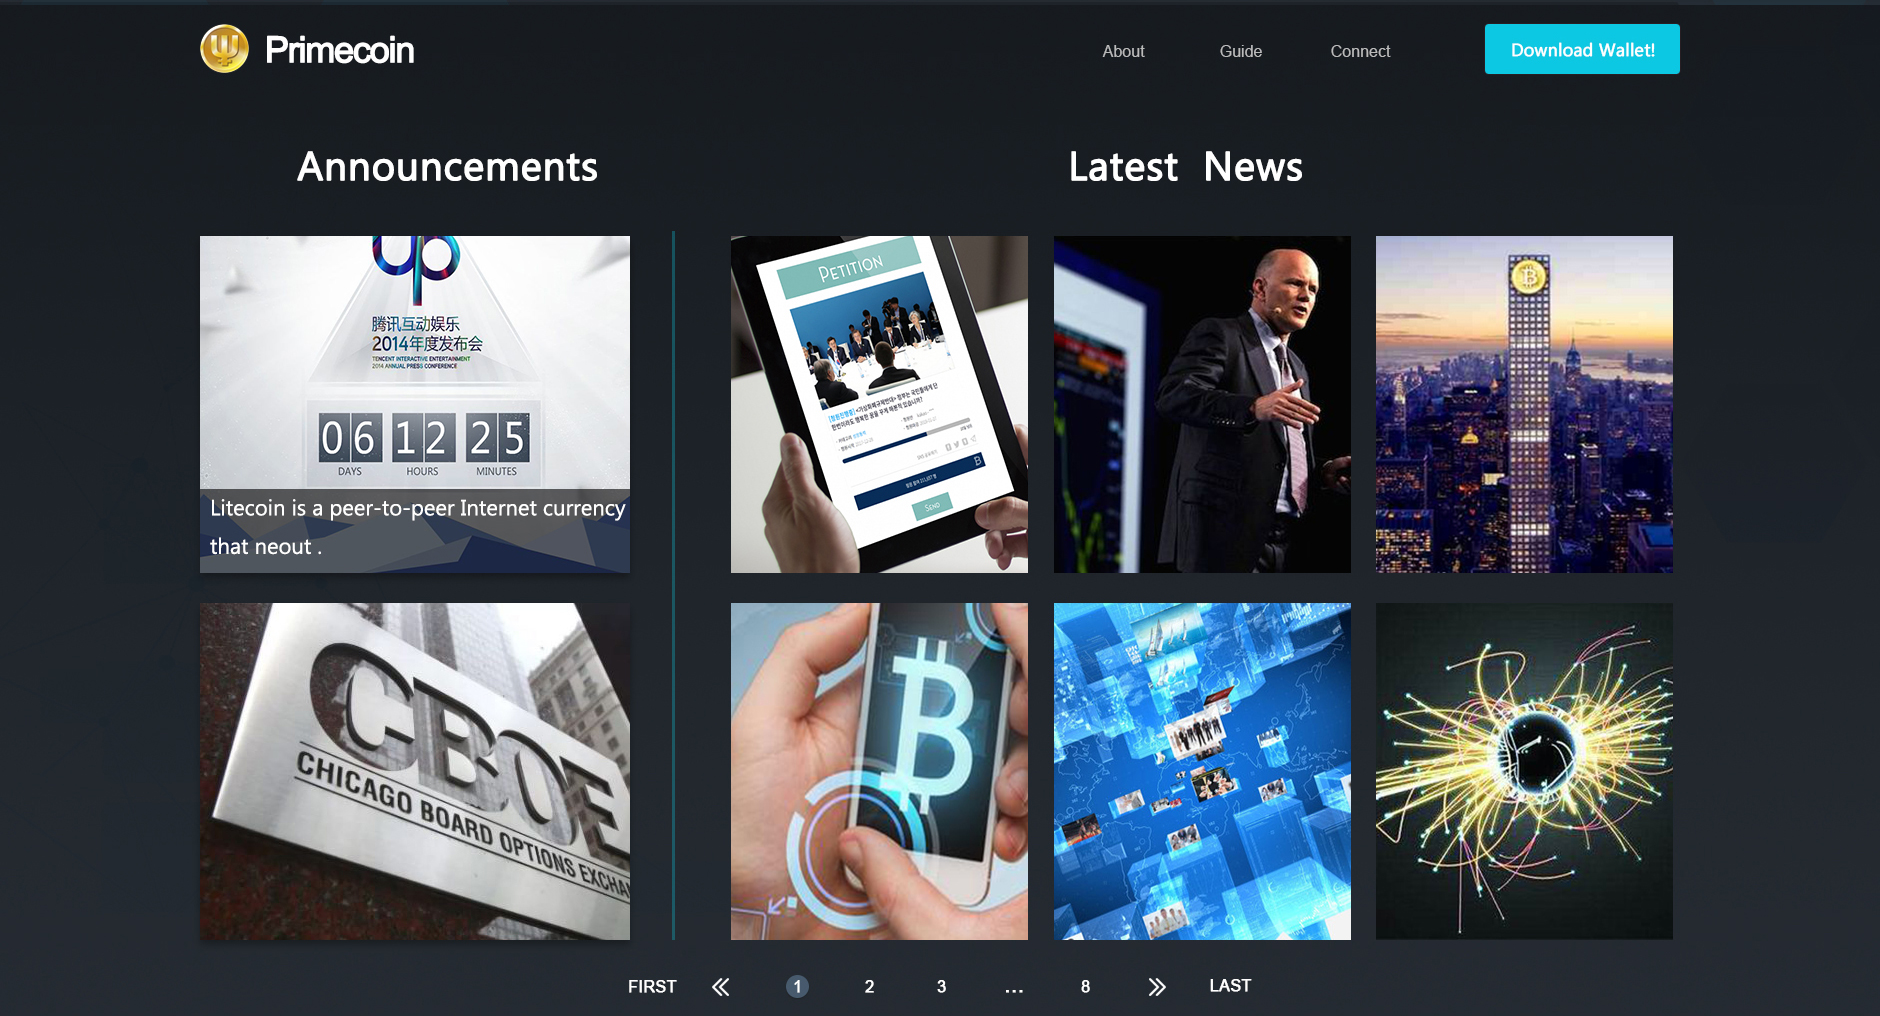 Primecoin
About
Guide
Connect
Download Wallet!
Announcements
Latest News
up
腾讯互动娱乐
2014年度发布会
TENCENT INTERACTIVE ENTERTAINMENT
2014 ANNUAL PRESS CONFERENCE
06 12 25
DAYS HOURS MINUTES
Litecoin is a peer-to-peer Internet currency
that neout .
PETITION
SEND
CBOE
CHICAGO BOARD OPTIONS EXCHA
FIRST
1
2
3
...
8
LAST